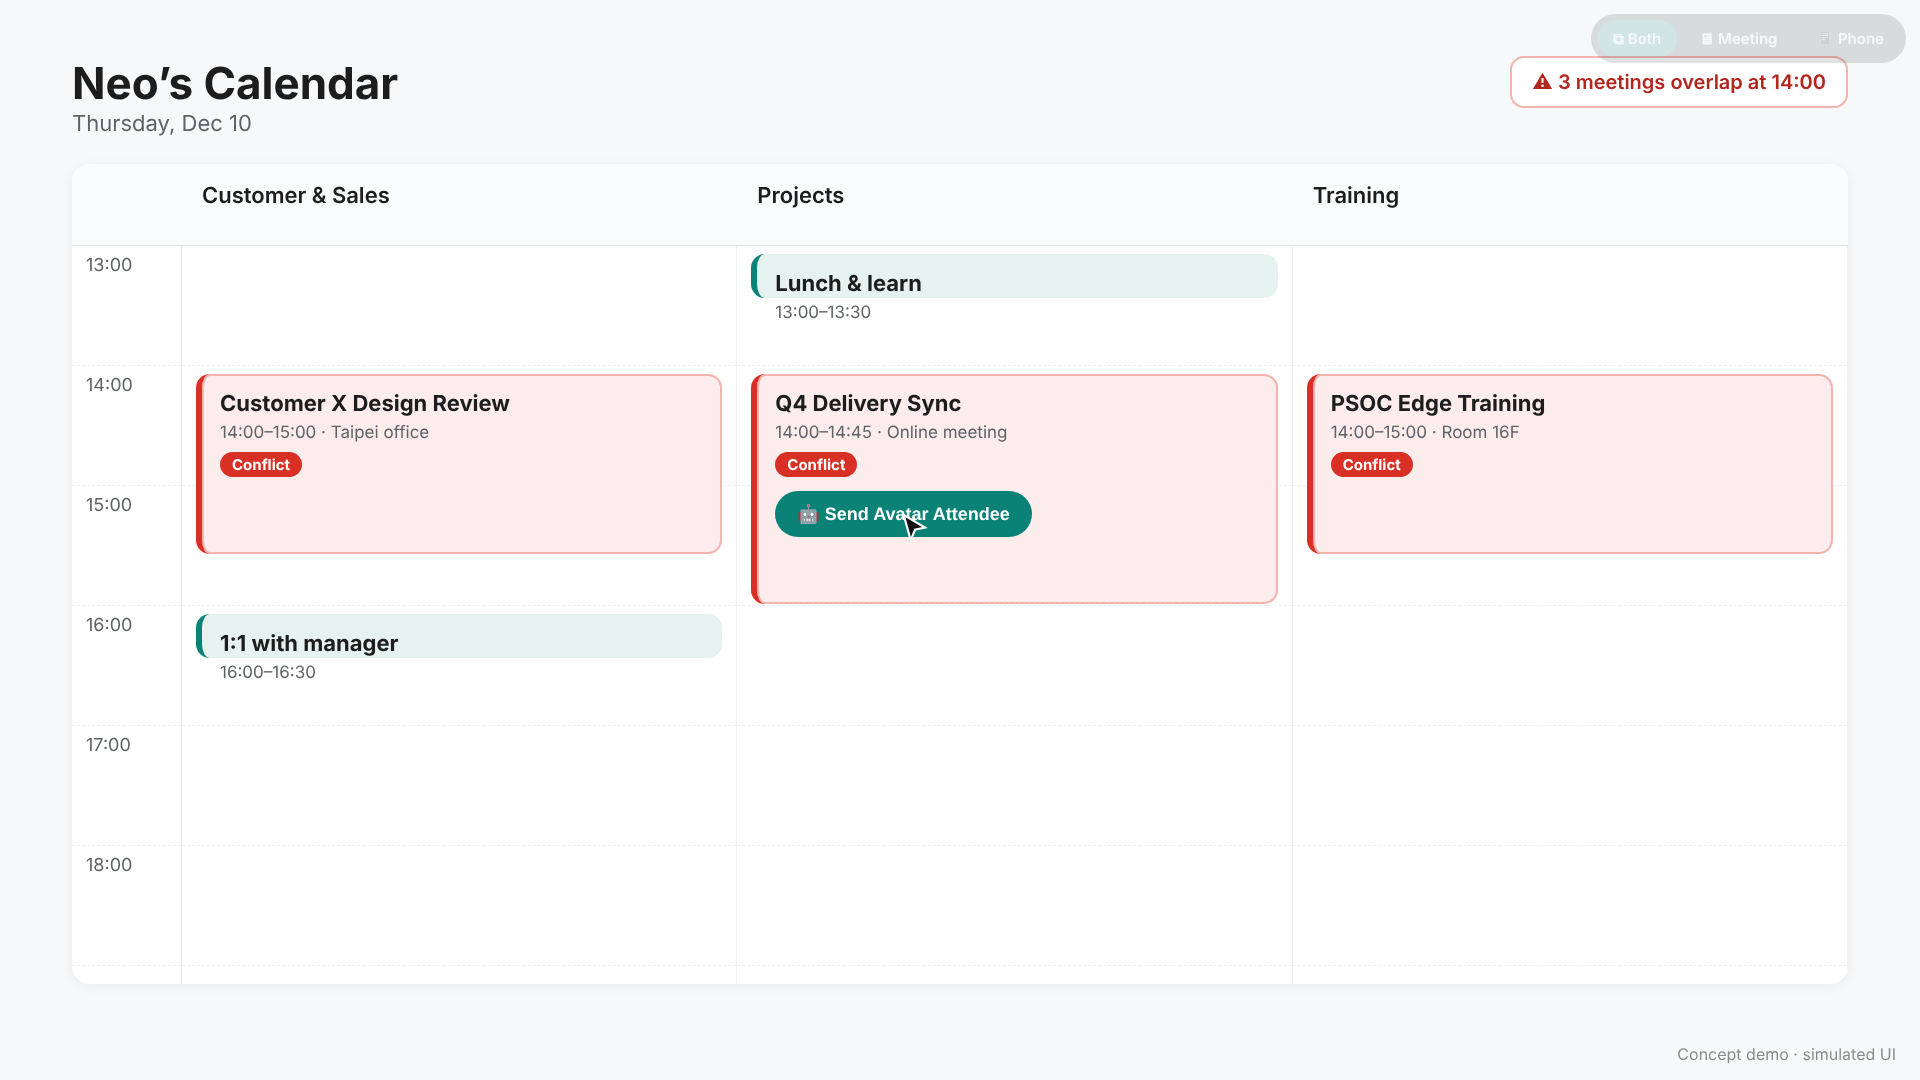 Both
Meeting
Phone
Neo’s Calendar
Thursday, Dec 10
3 meetings overlap at 14:00
Customer & Sales
Projects
Training
13:00
Lunch & learn
13:00–13:30
14:00
Customer X Design Review
14:00–15:00 · Taipei office
Conflict
Q4 Delivery Sync
14:00–14:45 · Online meeting
Conflict
Send Avatar Attendee
PSOC Edge Training
14:00–15:00 · Room 16F
Conflict
15:00
16:00
1:1 with manager
16:00–16:30
17:00
18:00
Concept demo · simulated UI